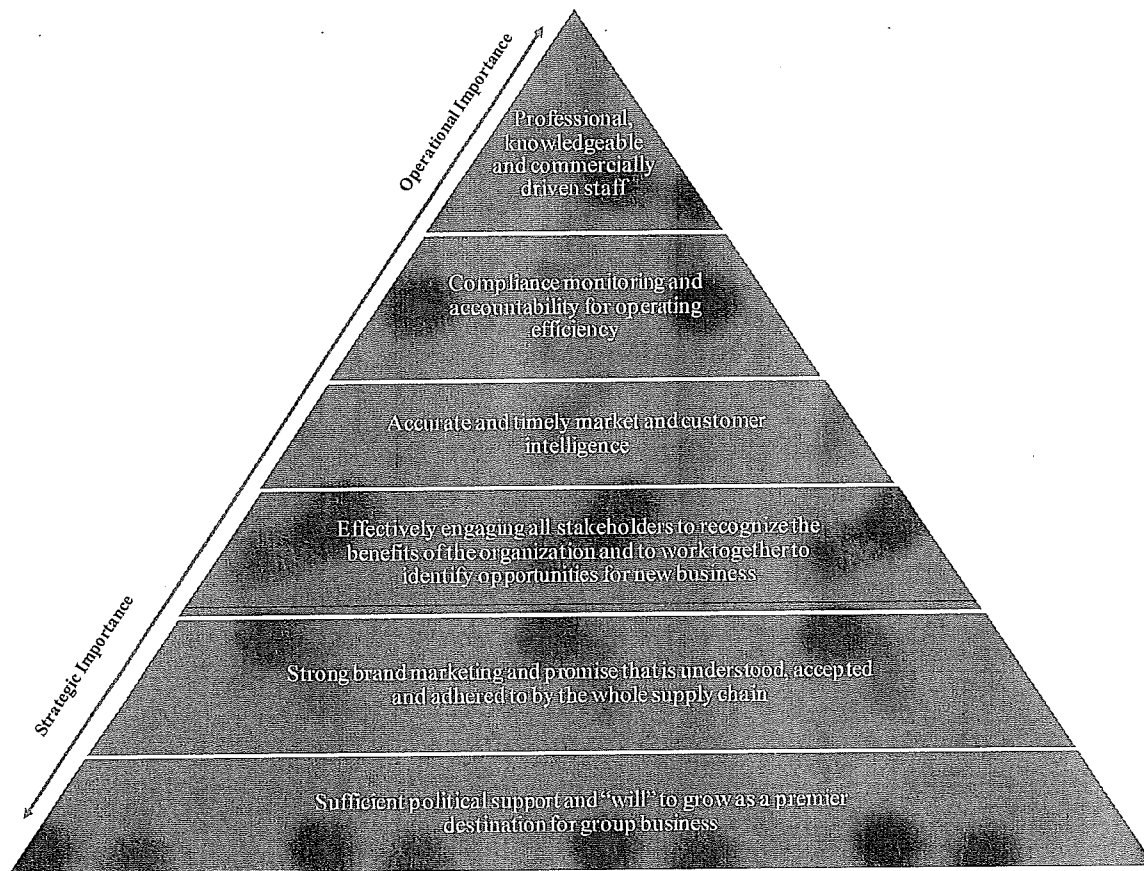 Operational Importance
Professional,
knowledgeable
and commercially
driven staff
Compliance monitoring and
accountability for operating
efficiency
Accurate and timely market and customer
intelligence
Effectively engaging all stakeholders to recognize the
benefits of the organization and to work together to
identify opportunities for new business
Strategic Importance
Strong brand marketing and promise that is understood, accepted
and adhered to by the whole supply chain
Sufficient political support and “will” to grow as a premier
destination for group business